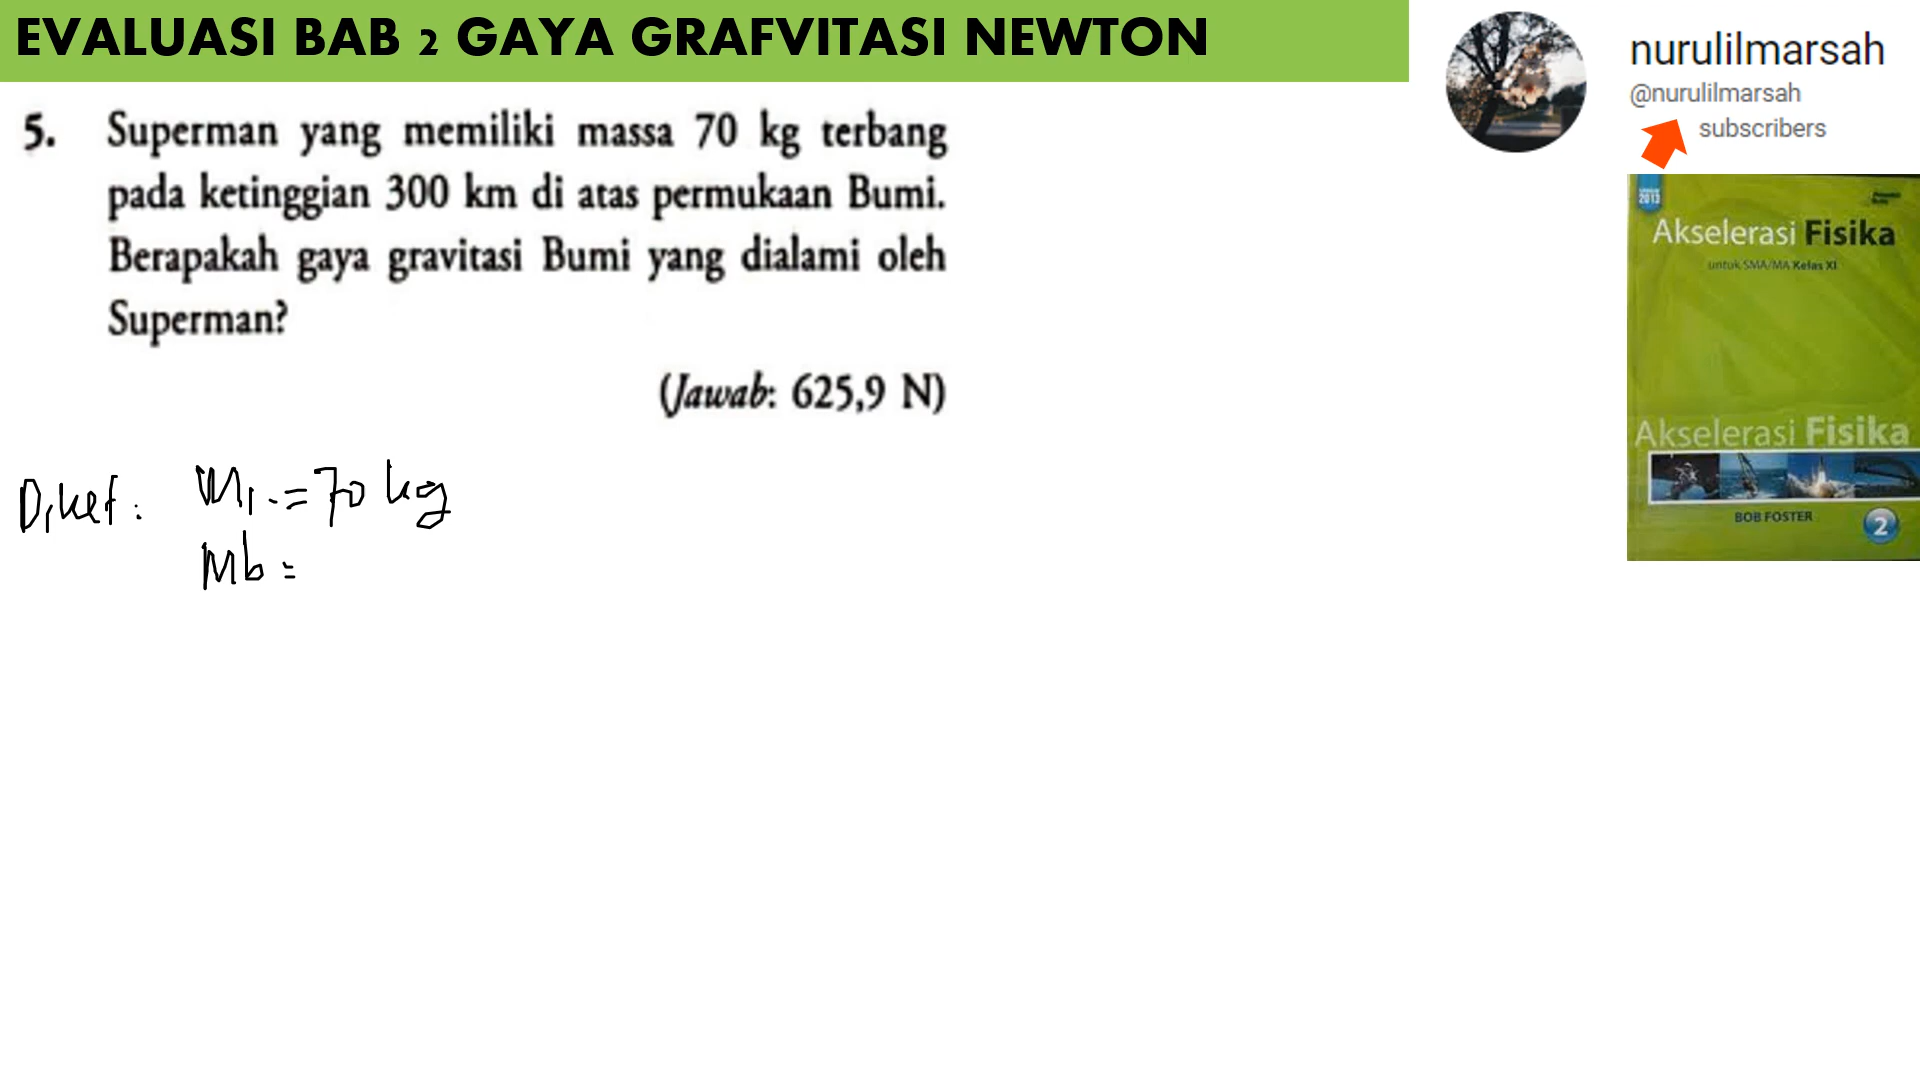 EVALUASI BAB 2 GAYA GRAFVITASI NEWTON
nurulilmarsah
@nurulilmarsah
subscribers
5. Superman yang memiliki massa 70 kg terbang
pada ketinggian 300 km di atas permukaan Bumi.
Berapakah gaya gravitasi Bumi yang dialami oleh
Superman?
(Jawab: 625,9 N)
Diket : M1 = 70 kg
Mb =
2013
Akselerasi Fisika
untuk SMA/MA Kelas XI
Akselerasi Fisika
BOB FOSTER
2